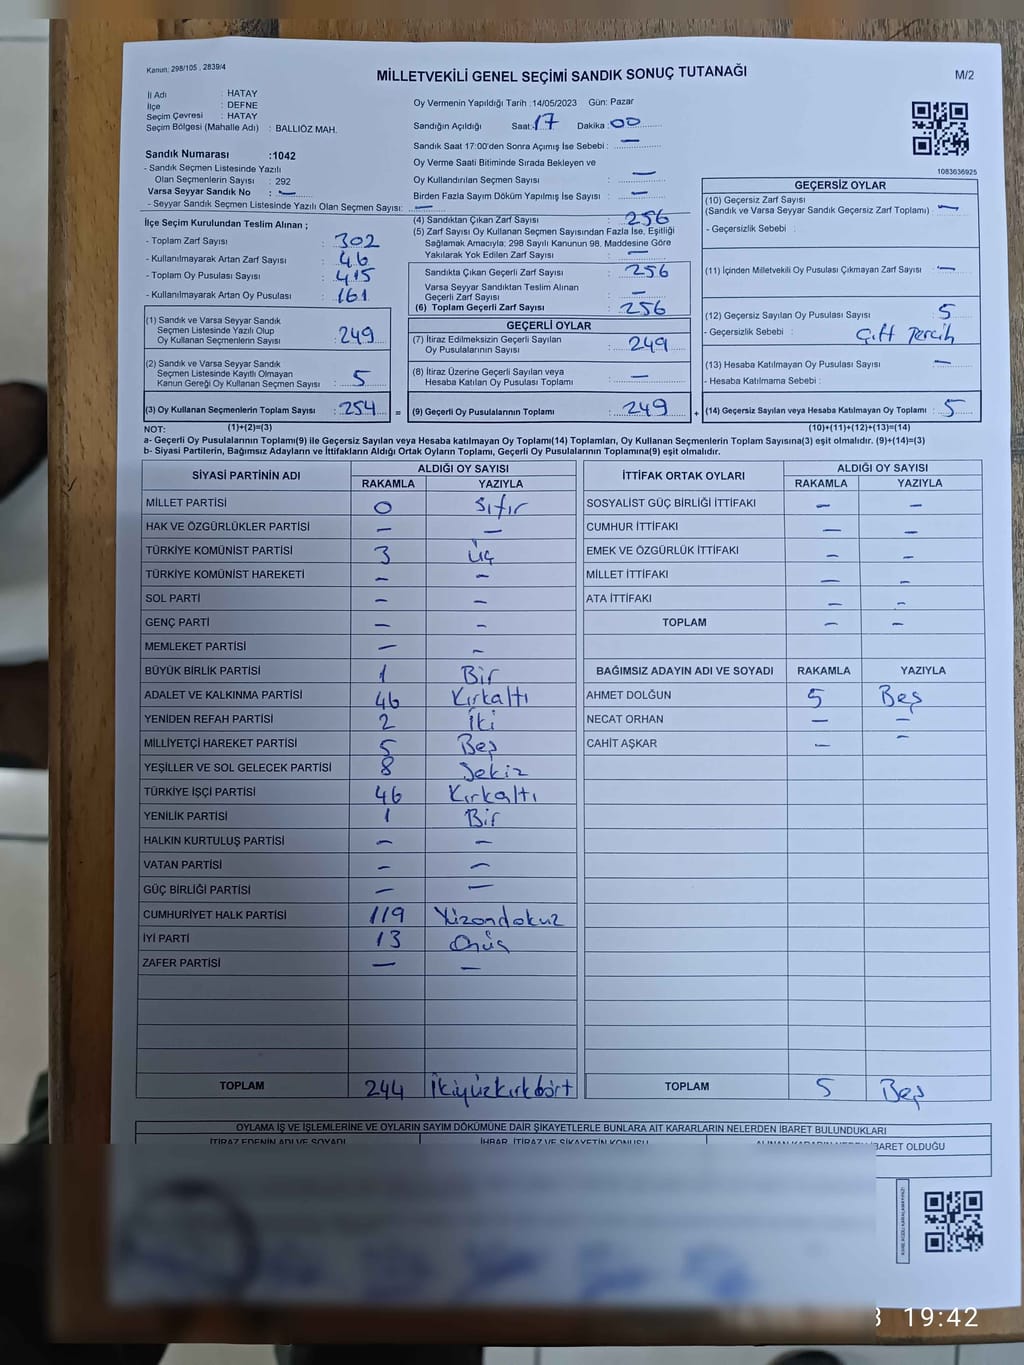 Kanun: 298/105 , 2839/4
MİLLETVEKİLİ GENEL SEÇİMİ SANDIK SONUÇ TUTANAĞI
M/2
İl Adı : HATAY
İlçe : DEFNE
Seçim Çevresi : HATAY
Seçim Bölgesi (Mahalle Adı) : BALLIÖZ MAH.
Sandık Numarası :1042
- Sandık Seçmen Listesinde Yazılı
Olan Seçmenlerin Sayısı : 292
Varsa Seyyar Sandık No : —
- Seyyar Sandık Seçmen Listesinde Yazılı Olan Seçmen Sayısı: —
Oy Vermenin Yapıldığı Tarih :14/05/2023 Gün: Pazar
Sandığın Açıldığı Saat: 17 Dakika : 00
Sandık Saat 17:00'den Sonra Açımış İse Sebebi : —
Oy Verme Saati Bitiminde Sırada Bekleyen ve
Oy Kullandırılan Seçmen Sayısı : —
Birden Fazla Sayım Döküm Yapılmış İse Sayısı : —
1083636925
İlçe Seçim Kurulundan Teslim Alınan ;
- Toplam Zarf Sayısı : 302
- Kullanılmayarak Artan Zarf Sayısı : 46
- Toplam Oy Pusulası Sayısı : 415
- Kullanılmayarak Artan Oy Pusulası : 161
(4) Sandıktan Çıkan Zarf Sayısı : 256
(5) Zarf Sayısı Oy Kullanan Seçmen Sayısından Fazla İse, Eşitliği
Sağlamak Amacıyla; 298 Sayılı Kanunun 98. Maddesine Göre
Yakılarak Yok Edilen Zarf Sayısı : —
Sandıkta Çıkan Geçerli Zarf Sayısı : 256
Varsa Seyyar Sandıktan Teslim Alınan
Geçerli Zarf Sayısı : —
(6) Toplam Geçerli Zarf Sayısı : 256
GEÇERSİZ OYLAR
(10) Geçersiz Zarf Sayısı
(Sandık ve Varsa Seyyar Sandık Geçersiz Zarf Toplamı) : —
- Geçersizlik Sebebi :
(11) İçinden Milletvekili Oy Pusulası Çıkmayan Zarf Sayısı : —
(12) Geçersiz Sayılan Oy Pusulası Sayısı : 5
- Geçersizlik Sebebi : Çift Tercih
(13) Hesaba Katılmayan Oy Pusulası Sayısı : —
- Hesaba Katılmama Sebebi :
(1) Sandık ve Varsa Seyyar Sandık
Seçmen Listesinde Yazılı Olup
Oy Kullanan Seçmenlerin Sayısı : 249
(2) Sandık ve Varsa Seyyar Sandık
Seçmen Listesinde Kayıtlı Olmayan
Kanun Gereği Oy Kullanan Seçmen Sayısı : 5
GEÇERLİ OYLAR
(7) İtiraz Edilmeksizin Geçerli Sayılan
Oy Pusulalarının Sayısı : 249
(8) İtiraz Üzerine Geçerli Sayılan veya
Hesaba Katılan Oy Pusulası Toplamı : —
(3) Oy Kullanan Seçmenlerin Toplam Sayısı : 254 = (9) Geçerli Oy Pusulalarının Toplamı : 249 + (14) Geçersiz Sayılan veya Hesaba Katılmayan Oy Toplamı : 5
NOT: (1)+(2)=(3) (10)+(11)+(12)+(13)=(14)
a- Geçerli Oy Pusulalarının Toplamı(9) ile Geçersiz Sayılan veya Hesaba katılmayan Oy Toplamı(14) Toplamları, Oy Kullanan Seçmenlerin Toplam Sayısına(3) eşit olmalıdır. (9)+(14)=(3)
b- Siyasi Partilerin, Bağımsız Adayların ve İttifakların Aldığı Ortak Oyların Toplamı, Geçerli Oy Pusulalarının Toplamına(9) eşit olmalıdır.
SİYASİ PARTİNİN ADI ALDIĞI OY SAYISI
RAKAMLA YAZIYLA
MİLLET PARTİSİ 0 Sıfır
HAK VE ÖZGÜRLÜKLER PARTİSİ — —
TÜRKİYE KOMÜNİST PARTİSİ 3 Üç
TÜRKİYE KOMÜNİST HAREKETİ — —
SOL PARTİ — —
GENÇ PARTİ — —
MEMLEKET PARTİSİ — —
BÜYÜK BİRLİK PARTİSİ 1 Bir
ADALET VE KALKINMA PARTİSİ 46 Kırkaltı
YENİDEN REFAH PARTİSİ 2 İki
MİLLİYETÇİ HAREKET PARTİSİ 5 Beş
YEŞİLLER VE SOL GELECEK PARTİSİ 8 Sekiz
TÜRKİYE İŞÇİ PARTİSİ 46 Kırkaltı
YENİLİK PARTİSİ 1 Bir
HALKIN KURTULUŞ PARTİSİ — —
VATAN PARTİSİ — —
GÜÇ BİRLİĞİ PARTİSİ — —
CUMHURİYET HALK PARTİSİ 119 Yüzondokuz
İYİ PARTİ 13 Onüç
ZAFER PARTİSİ — —
TOPLAM 244 İkiyüzkırkdört
İTTİFAK ORTAK OYLARI ALDIĞI OY SAYISI
RAKAMLA YAZIYLA
SOSYALİST GÜÇ BİRLİĞİ İTTİFAKI — —
CUMHUR İTTİFAKI — —
EMEK VE ÖZGÜRLÜK İTTİFAKI — —
MİLLET İTTİFAKI — —
ATA İTTİFAKI — —
TOPLAM — —
BAĞIMSIZ ADAYIN ADI VE SOYADI RAKAMLA YAZIYLA
AHMET DOLĞUN 5 Beş
NECAT ORHAN — —
CAHİT AŞKAR — —
TOPLAM 5 Beş
OYLAMA İŞ VE İŞLEMLERİNE VE OYLARIN SAYIM DÖKÜMÜNE DAİR ŞİKAYETLERLE BUNLARA AİT KARARLARIN NELERDEN İBARET BULUNDUKLARI
İTİRAZ EDENİN ADI VE SOYADI İHBAR, İTİRAZ VE ŞİKAYETİN KONUSU İBARET OLDUĞU
19:42